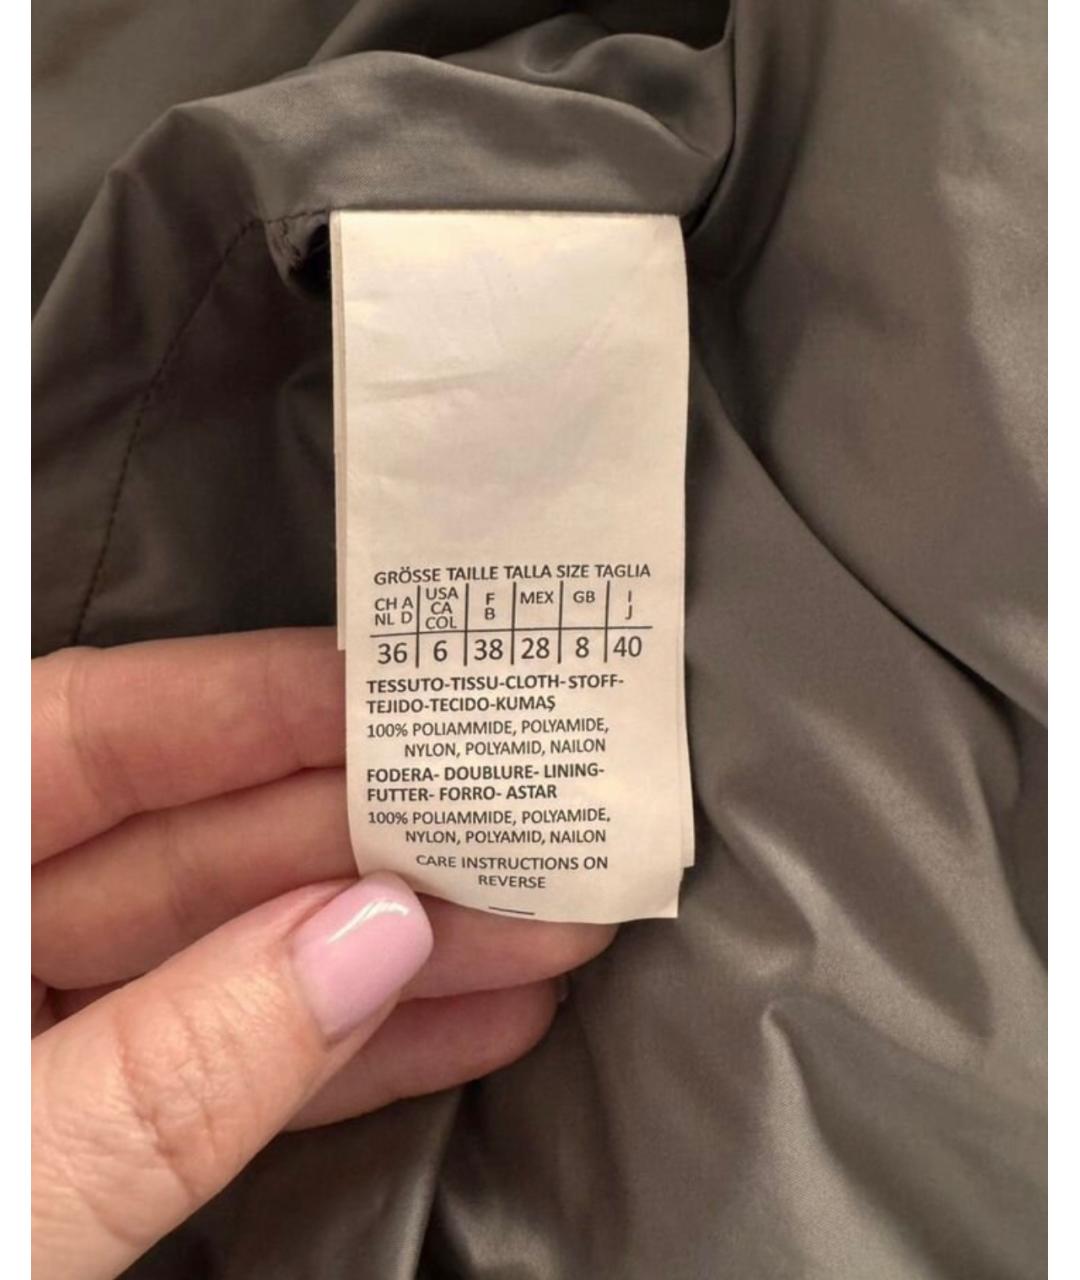 GRÖSSE TAILLE TALLA SIZE TAGLIA
CH A NL D USA CA COL F B MEX GB I J
36 6 38 28 8 40
TESSUTO-TISSU-CLOTH-STOFF-
TEJIDO-TECIDO-KUMAŞ
100% POLIAMMIDE, POLYAMIDE,
NYLON, POLYAMID, NAILON
FODERA- DOUBLURE- LINING-
FUTTER- FORRO- ASTAR
100% POLIAMMIDE, POLYAMIDE,
NYLON, POLYAMID, NAILON
CARE INSTRUCTIONS ON
REVERSE